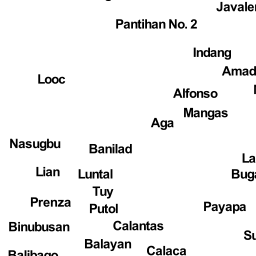 Pantihan No. 2
Indang
Looc
Alfonso
Mangas
Aga
Nasugbu
Banilad
Lian
Luntal
Tuy
Prenza
Putol
Payapa
Binubusan
Calantas
Balayan
Calaca